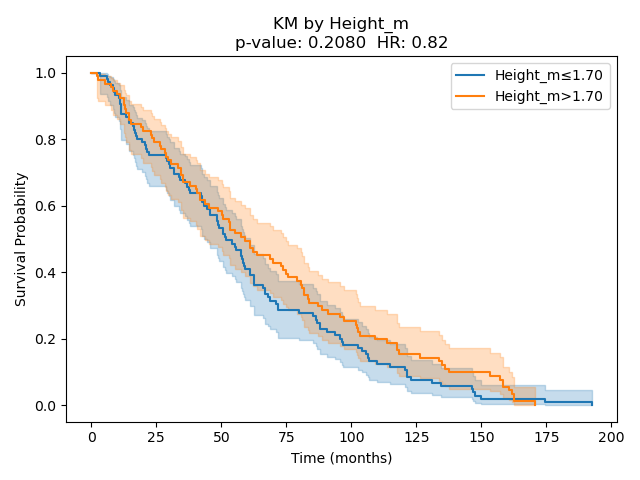 KM by Height_m
p-value: 0.2080  HR: 0.82
Height_m≤1.70
Height_m>1.70
Survival Probability
1.0
0.8
0.6
0.4
0.2
0.0
0 25 50 75 100 125 150 175 200
Time (months)